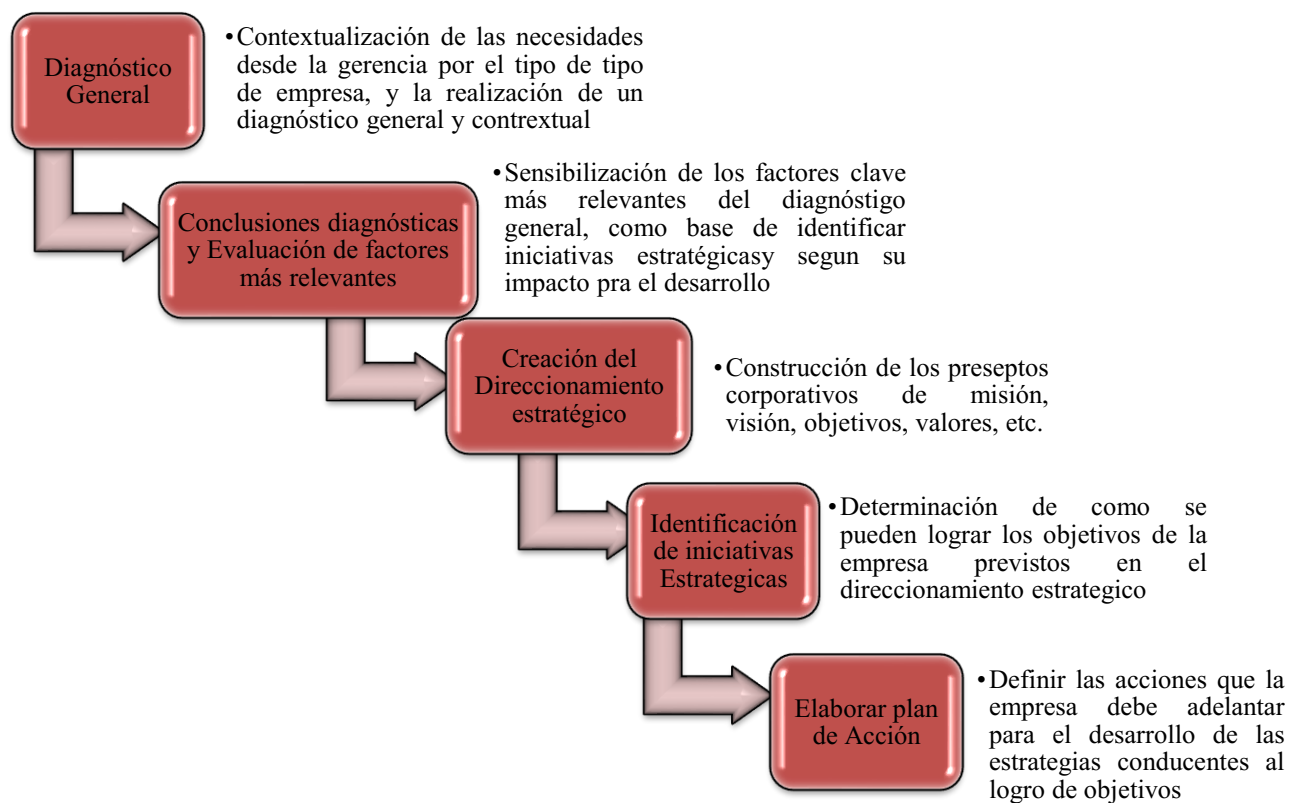 Diagnóstico
General
•Contextualización de las necesidades
desde la gerencia por el tipo de tipo
de empresa, y la realización de un
diagnóstico general y contrextual
Conclusiones diagnósticas
y Evaluación de factores
más relevantes
•Sensibilización de los factores clave
más relevantes del diagnóstigo
general, como base de identificar
iniciativas estratégicasy segun su
impacto pra el desarrollo
Creación del
Direccionamiento
estratégico
•Construcción de los preseptos
corporativos de misión,
visión, objetivos, valores, etc.
Identificación
de iniciativas
Estrategicas
•Determinación de como se
pueden lograr los objetivos de la
empresa previstos en el
direccionamiento estrategico
Elaborar plan
de Acción
•Definir las acciones que la
empresa debe adelantar
para el desarrollo de las
estrategias conducentes al
logro de objetivos